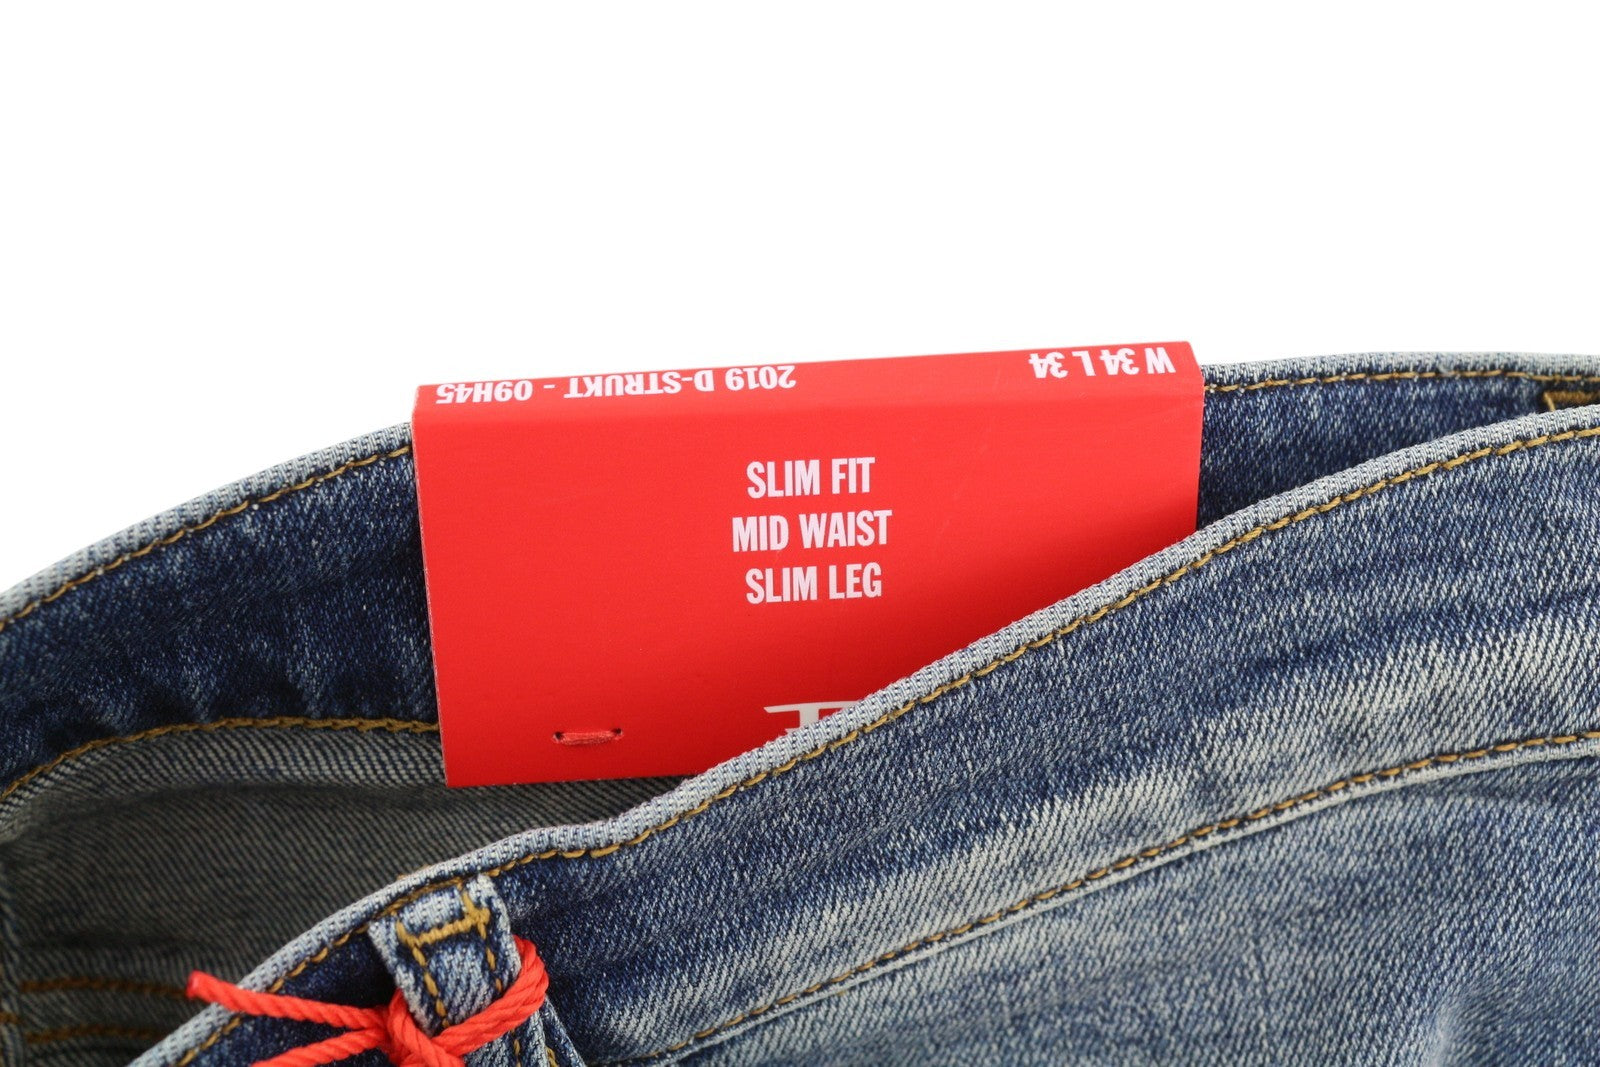 2019 D-STRUKT - 09H45
W 34 L 34
SLIM FIT
MID WAIST
SLIM LEG